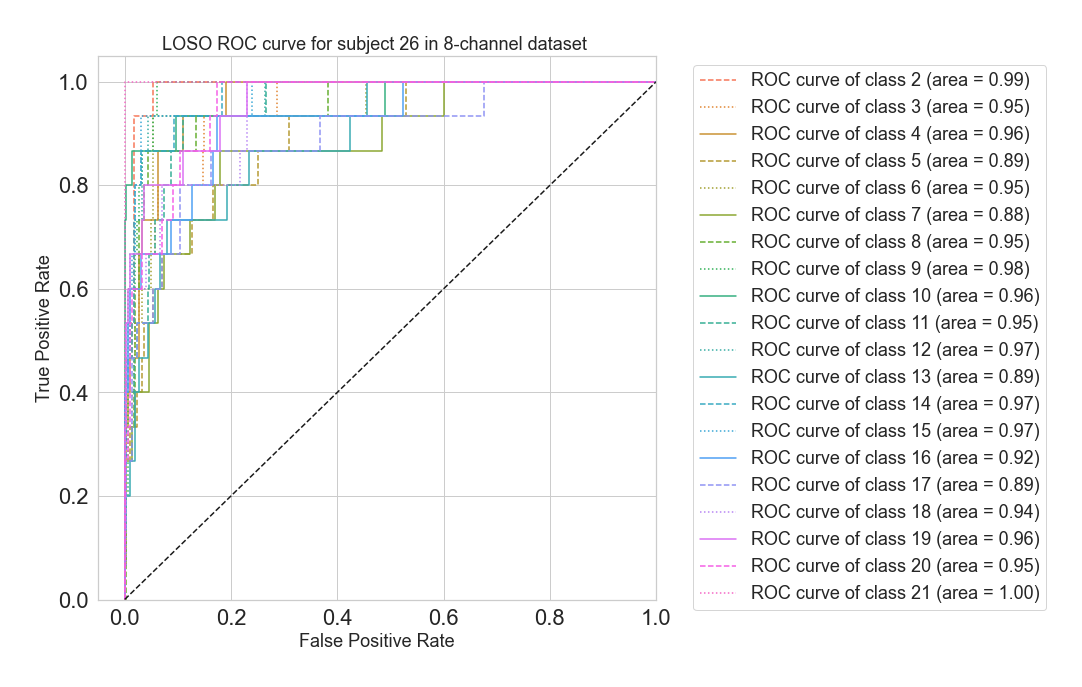 LOSO ROC curve for subject 26 in 8-channel dataset
True Positive Rate
1.0
0.8
0.6
0.4
0.2
0.0
0.0 0.2 0.4 0.6 0.8 1.0
False Positive Rate
ROC curve of class 2 (area = 0.99)
ROC curve of class 3 (area = 0.95)
ROC curve of class 4 (area = 0.96)
ROC curve of class 5 (area = 0.89)
ROC curve of class 6 (area = 0.95)
ROC curve of class 7 (area = 0.88)
ROC curve of class 8 (area = 0.95)
ROC curve of class 9 (area = 0.98)
ROC curve of class 10 (area = 0.96)
ROC curve of class 11 (area = 0.95)
ROC curve of class 12 (area = 0.97)
ROC curve of class 13 (area = 0.89)
ROC curve of class 14 (area = 0.97)
ROC curve of class 15 (area = 0.97)
ROC curve of class 16 (area = 0.92)
ROC curve of class 17 (area = 0.89)
ROC curve of class 18 (area = 0.94)
ROC curve of class 19 (area = 0.96)
ROC curve of class 20 (area = 0.95)
ROC curve of class 21 (area = 1.00)